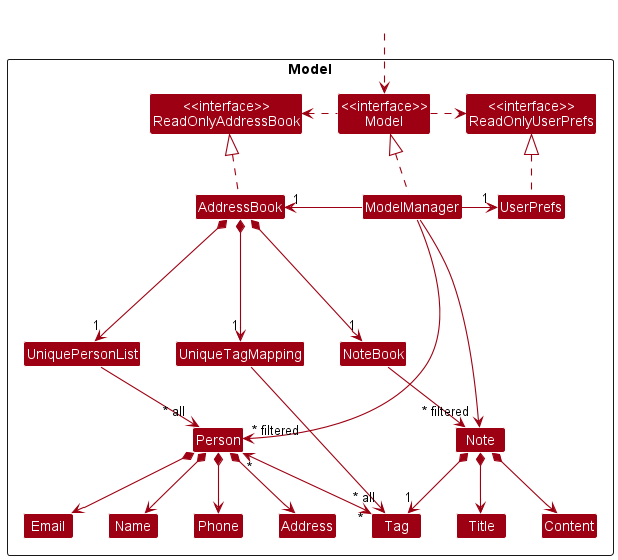 Model
<<interface>>
ReadOnlyAddressBook
<<interface>>
Model
<<interface>>
ReadOnlyUserPrefs
AddressBook
1
ModelManager
1
UserPrefs
1
1
1
UniquePersonList
UniqueTagMapping
NoteBook
* all
* filtered
* filtered
Person
Note
*
* all
*
1
Email
Name
Phone
Address
Tag
Title
Content